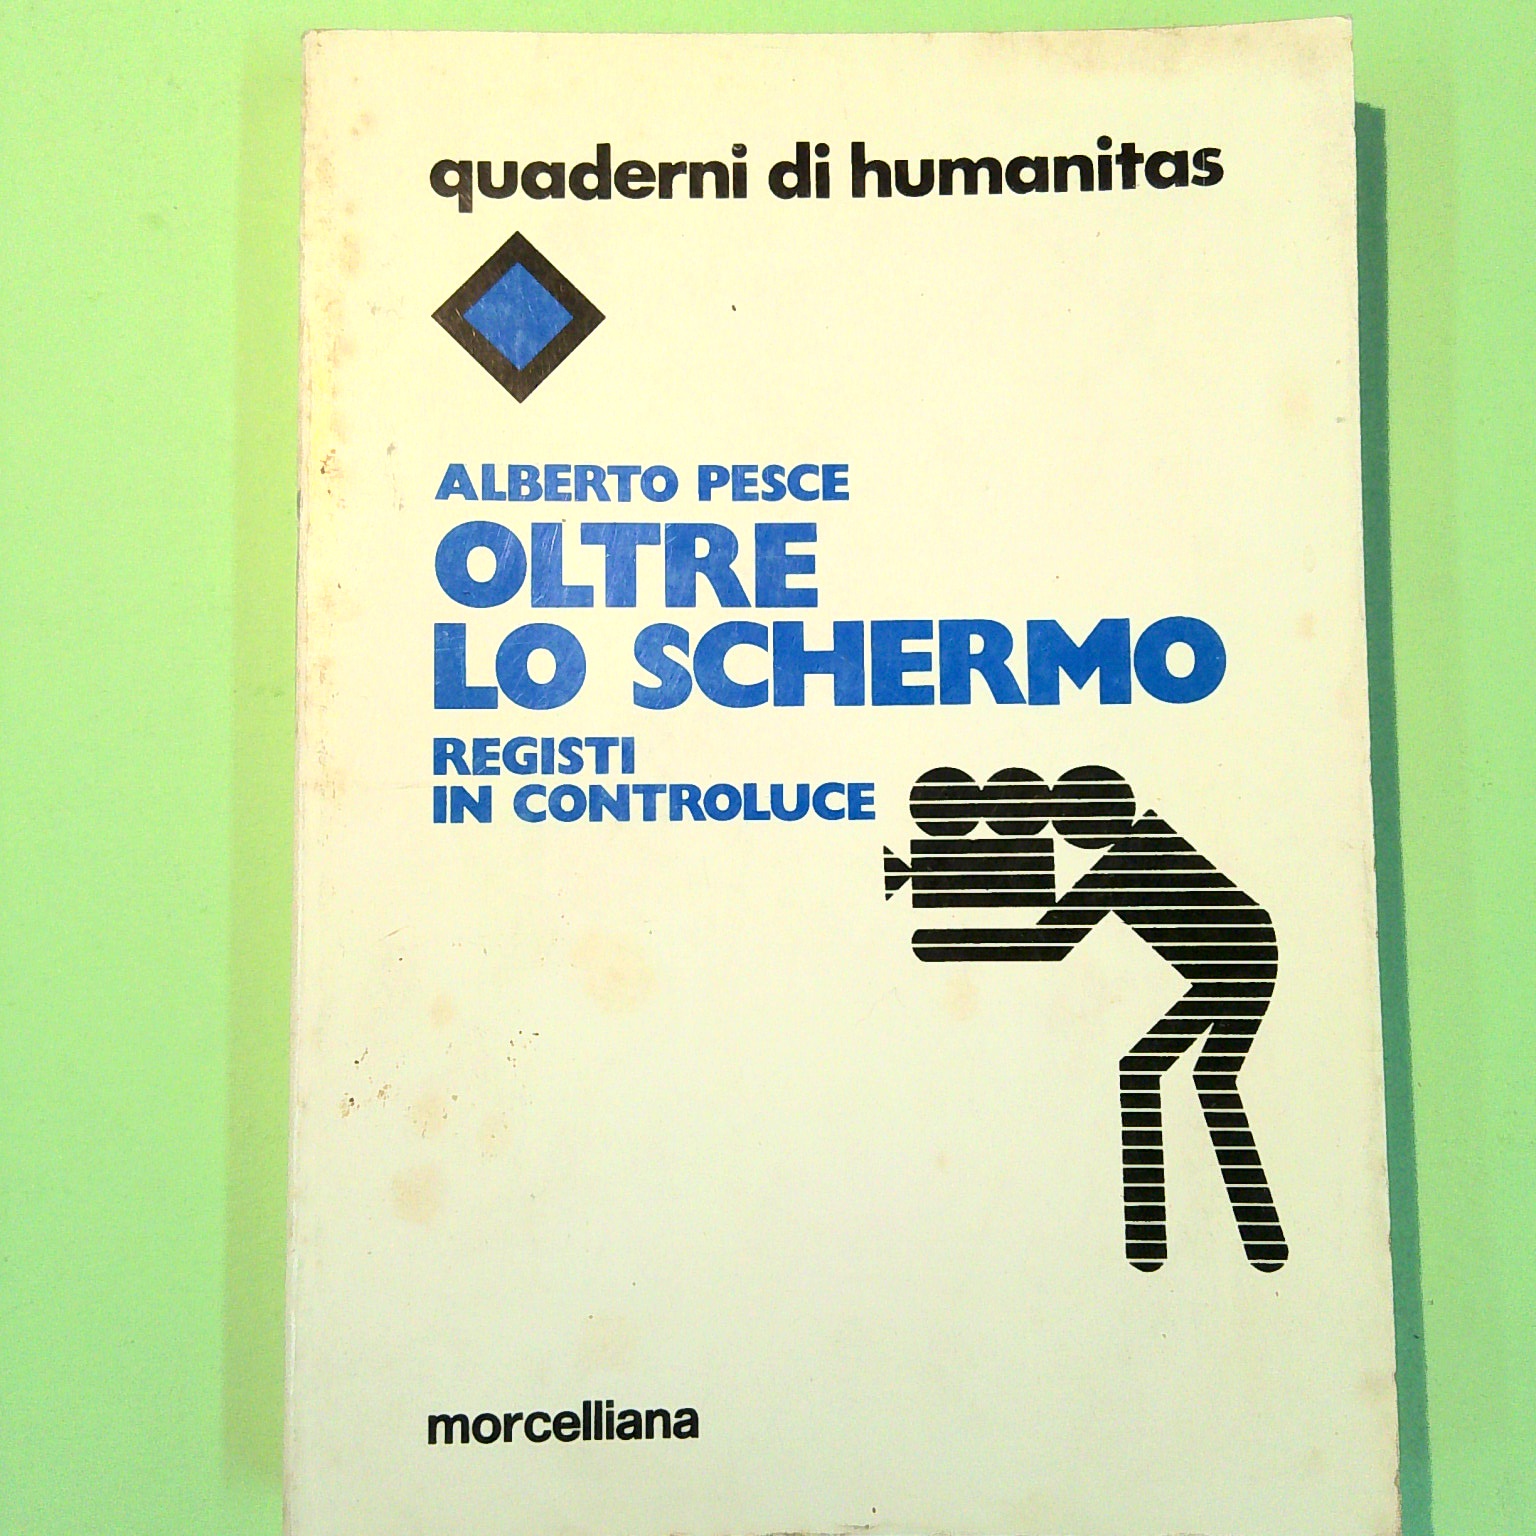 quaderni di humanitas
ALBERTO PESCE
OLTRE
LO SCHERMO
REGISTI
IN CONTROLUCE
morcelliana